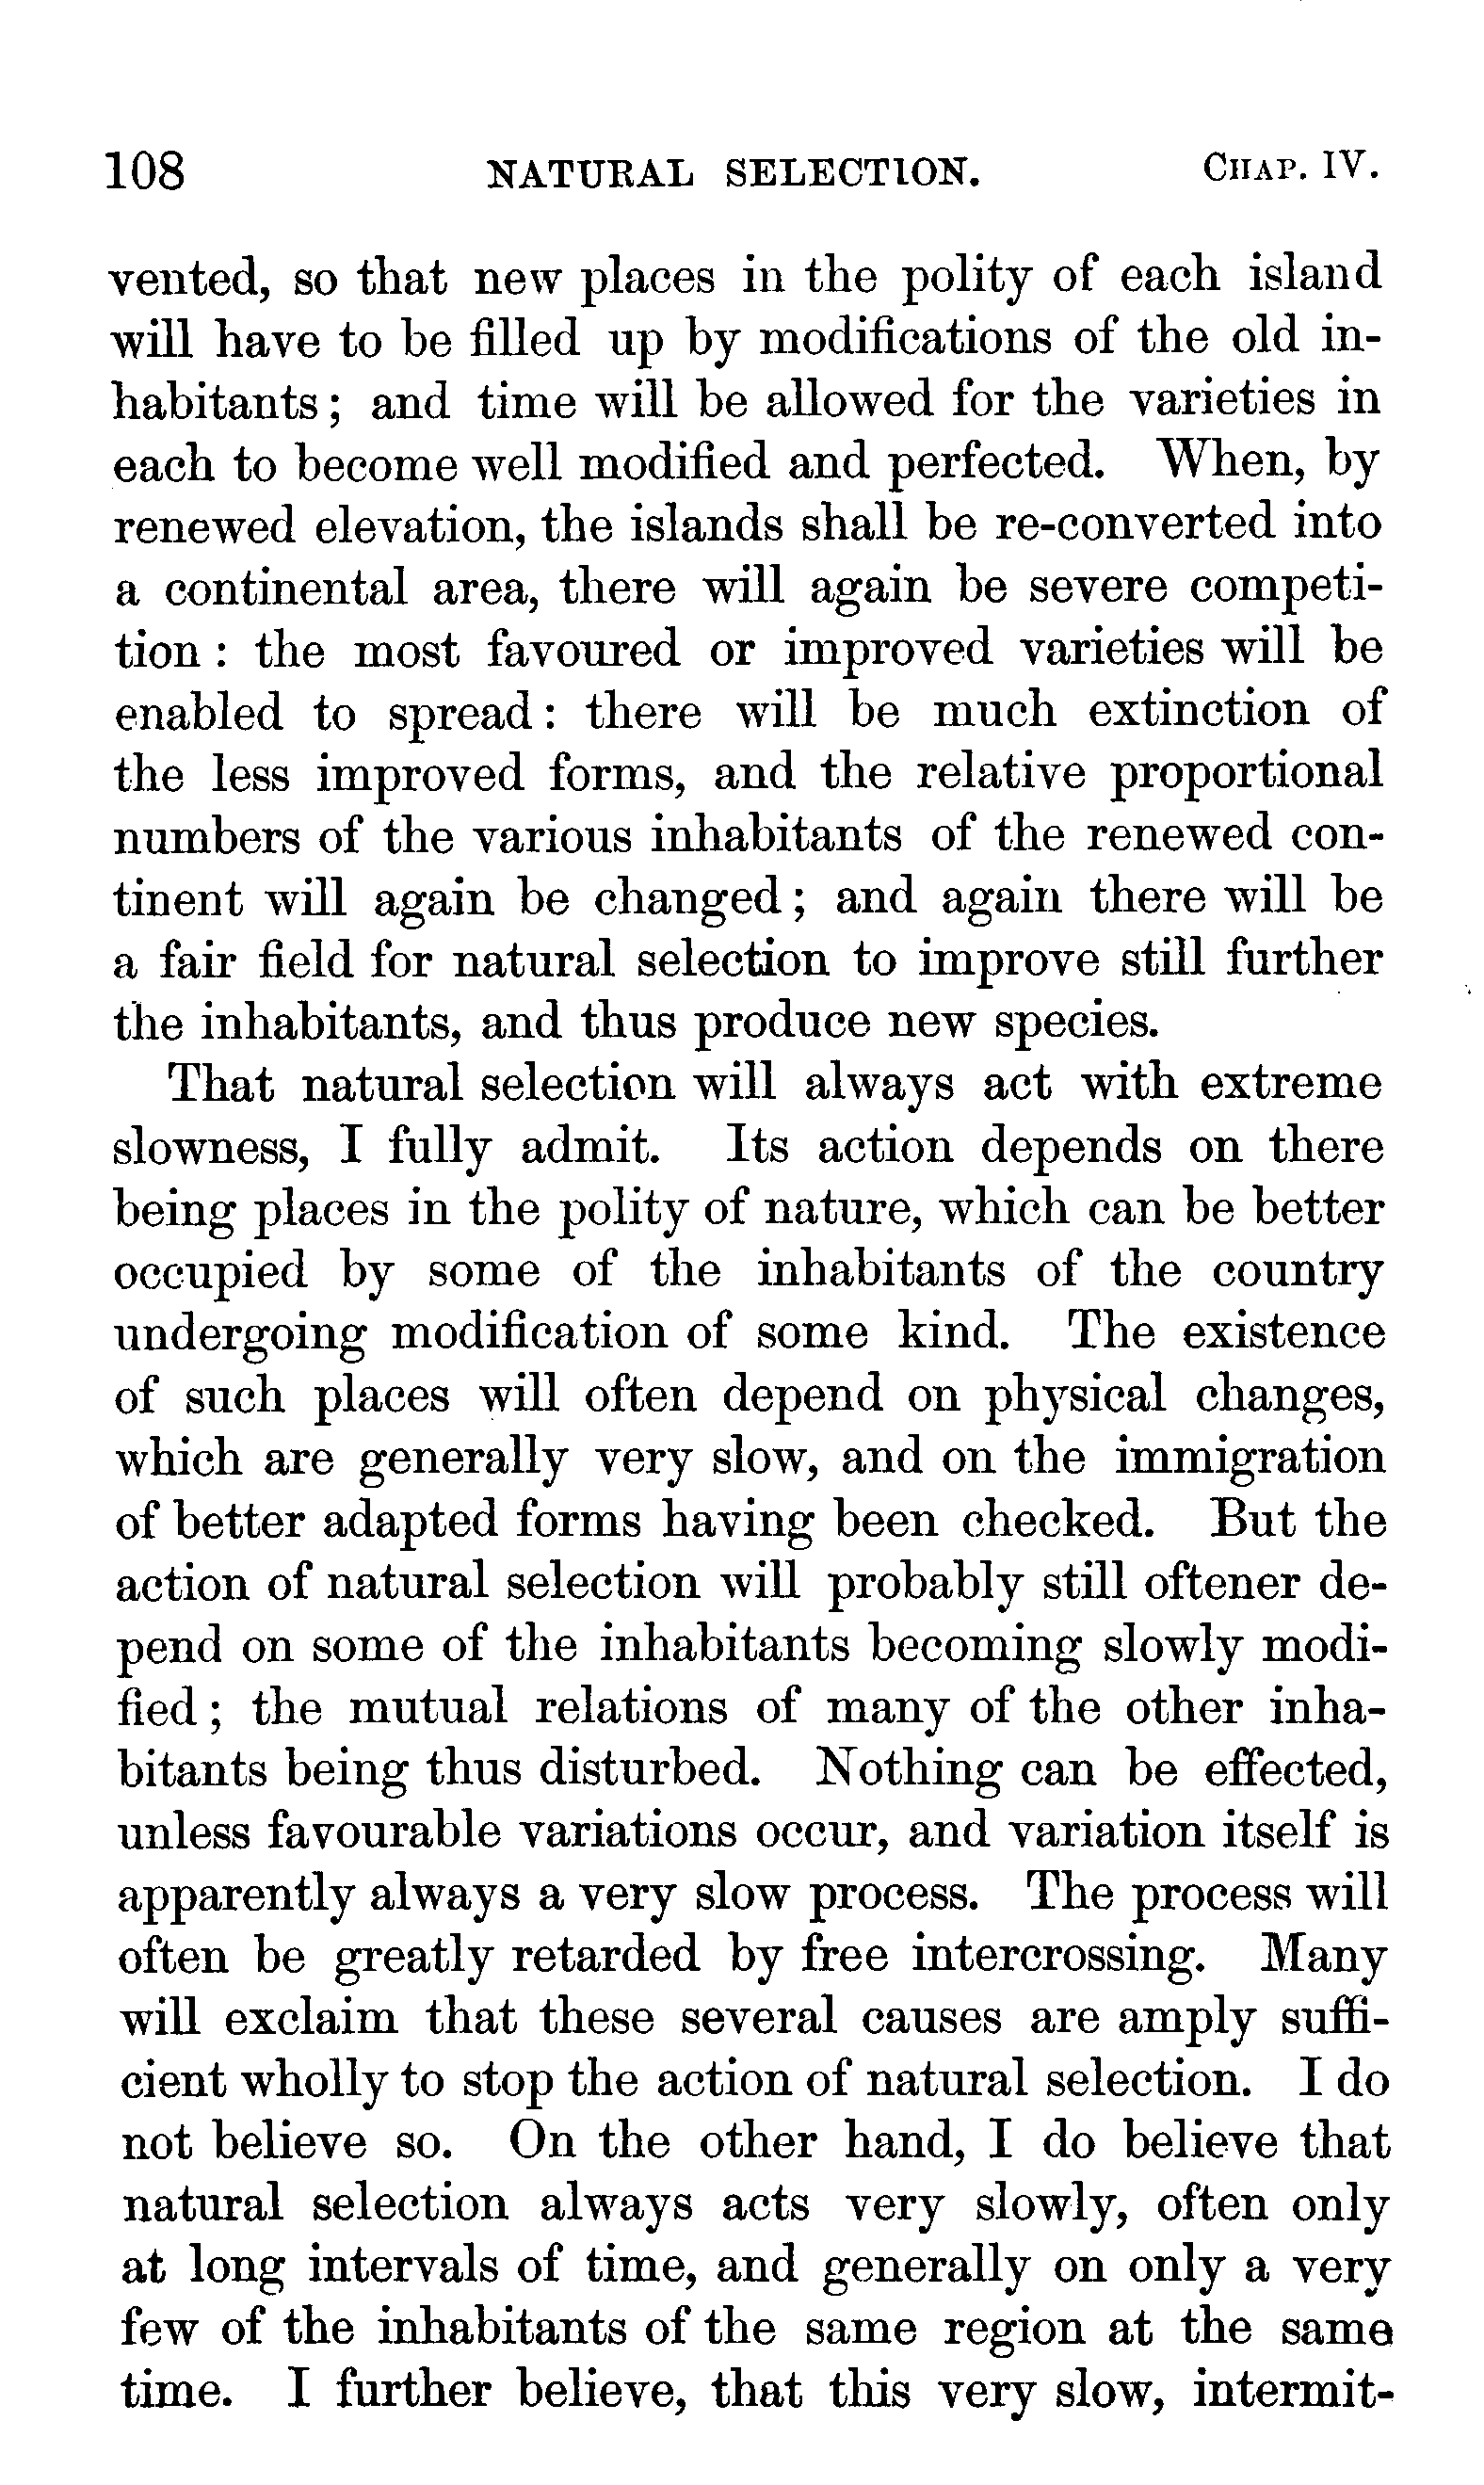 108 NATURAL SELECTION. CHAP. IV.
vented, so that new places in the polity of each island
will have to be filled up by modifications of the old in-
habitants; and time will be allowed for the varieties in
each to become well modified and perfected. When, by
renewed elevation, the islands shall be re-converted into
a continental area, there will again be severe competi-
tion: the most favoured or improved varieties will be
enabled to spread: there will be much extinction of
the less improved forms, and the relative proportional
numbers of the various inhabitants of the renewed con-
tinent will again be changed; and again there will be
a fair field for natural selection to improve still further
the inhabitants, and thus produce new species.
That natural selection will always act with extreme
slowness, I fully admit. Its action depends on there
being places in the polity of nature, which can be better
occupied by some of the inhabitants of the country
undergoing modification of some kind. The existence
of such places will often depend on physical changes,
which are generally very slow, and on the immigration
of better adapted forms having been checked. But the
action of natural selection will probably still oftener de-
pend on some of the inhabitants becoming slowly modi-
fied; the mutual relations of many of the other inha-
bitants being thus disturbed. Nothing can be effected,
unless favourable variations occur, and variation itself is
apparently always a very slow process. The process will
often be greatly retarded by free intercrossing. Many
will exclaim that these several causes are amply suffi-
cient wholly to stop the action of natural selection. I do
not believe so. On the other hand, I do believe that
natural selection always acts very slowly, often only
at long intervals of time, and generally on only a very
few of the inhabitants of the same region at the same
time. I further believe, that this very slow, intermit-